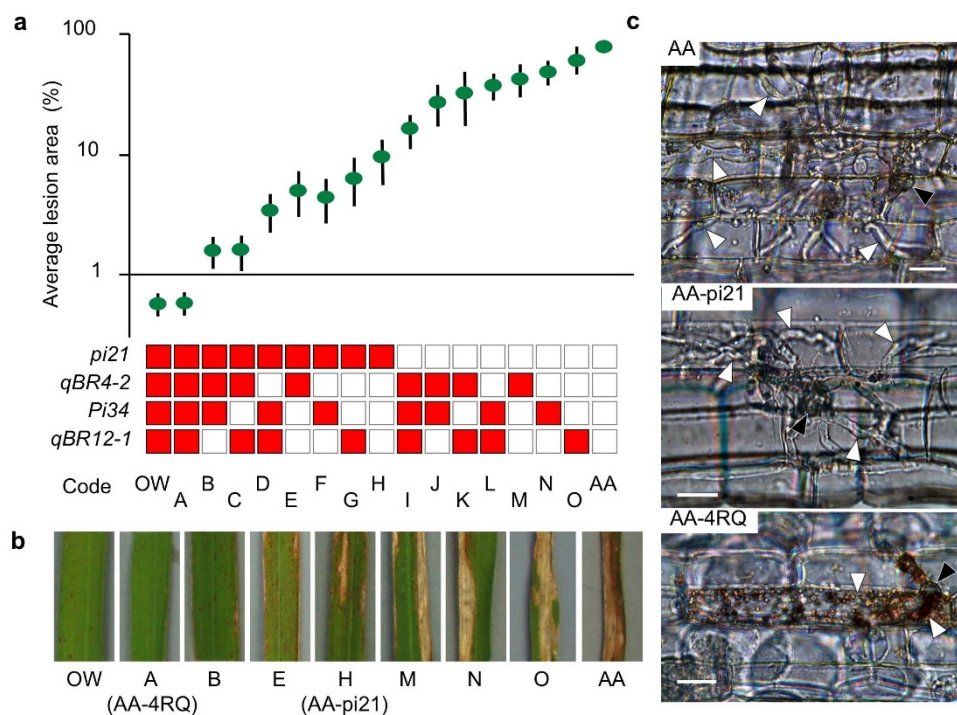 a
100
10
1
Average lesion area (%)
pi21
qBR4-2
Pi34
qBR12-1
Code
OW A B C D E F G H I J K L M N O AA
b
OW A B E H M N O AA
(AA-4RQ) (AA-pi21)
c
AA
AA-pi21
AA-4RQ